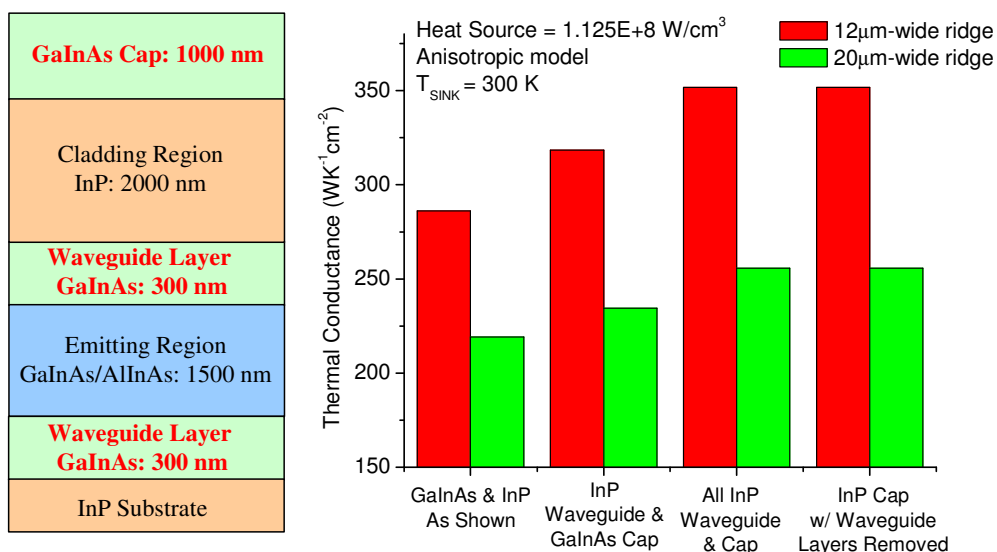 GaInAs Cap: 1000 nm
Cladding Region
InP: 2000 nm
Waveguide Layer
GaInAs: 300 nm
Emitting Region
GaInAs/AlInAs: 1500 nm
Waveguide Layer
GaInAs: 300 nm
InP Substrate
Heat Source = 1.125E+8 W/cm³
Anisotropic model
T_SINK = 300 K
12μm-wide ridge
20μm-wide ridge
Thermal Conductance (WK⁻¹cm⁻²)
350
300
250
200
150
GaInAs & InP
As Shown
InP
Waveguide &
GaInAs Cap
All InP
Waveguide
& Cap
InP Cap
w/ Waveguide
Layers Removed